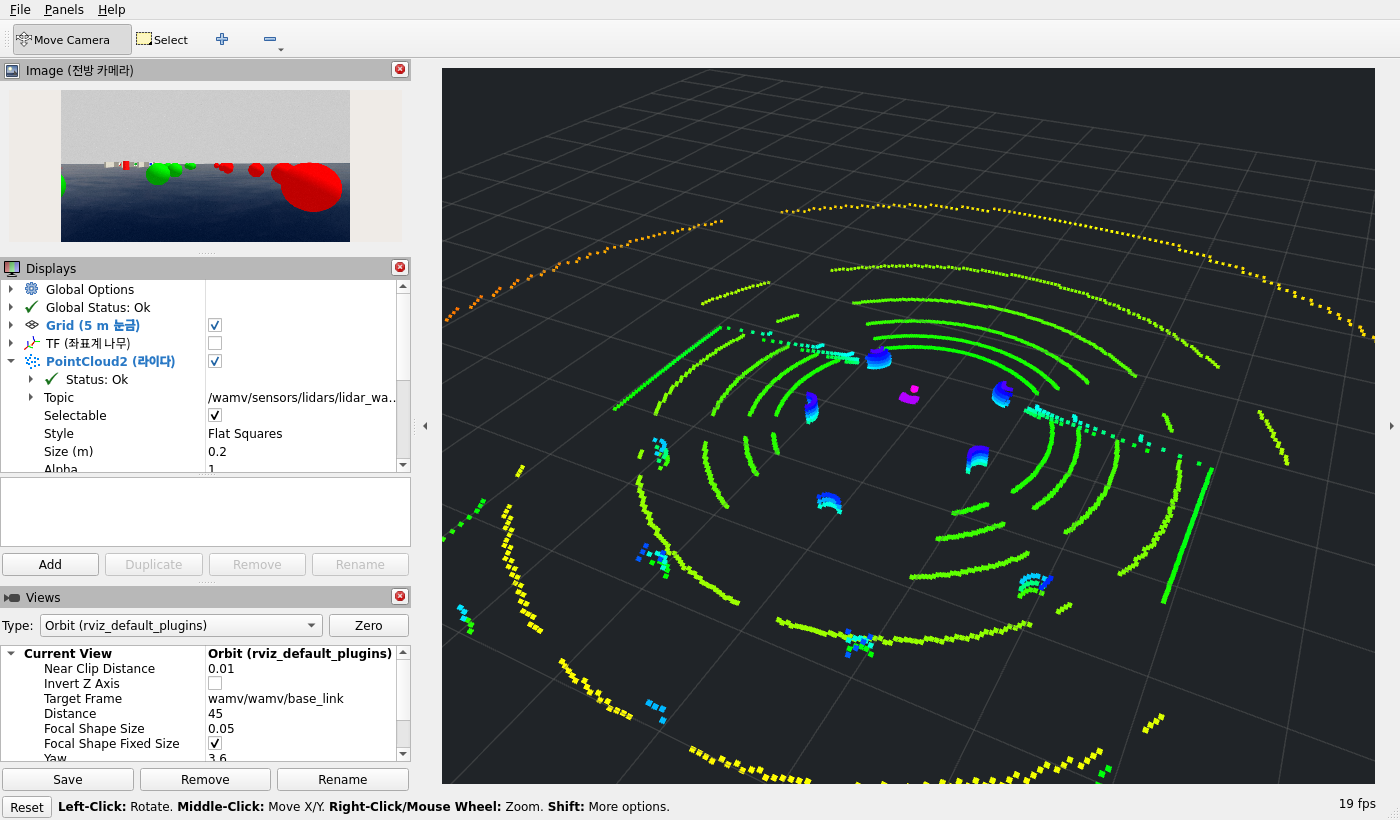 File Panels Help
Move Camera Select
Image (전방 카메라)
Displays
Global Options
Global Status: Ok
Grid (5 m 눈금)
TF (좌표계 나무)
PointCloud2 (라이다)
Status: Ok
Topic /wamv/sensors/lidars/lidar_wa...
Selectable
Style Flat Squares
Size (m) 0.2
Alpha 1
Add Duplicate Remove Rename
Views
Type: Orbit (rviz_default_plugins) Zero
Current View Orbit (rviz_default_plugins)
Near Clip Distance 0.01
Invert Z Axis
Target Frame wamv/wamv/base_link
Distance 45
Focal Shape Size 0.05
Focal Shape Fixed Size
Yaw 3.6
Save Remove Rename
Reset Left-Click: Rotate. Middle-Click: Move X/Y. Right-Click/Mouse Wheel: Zoom. Shift: More options. 19 fps